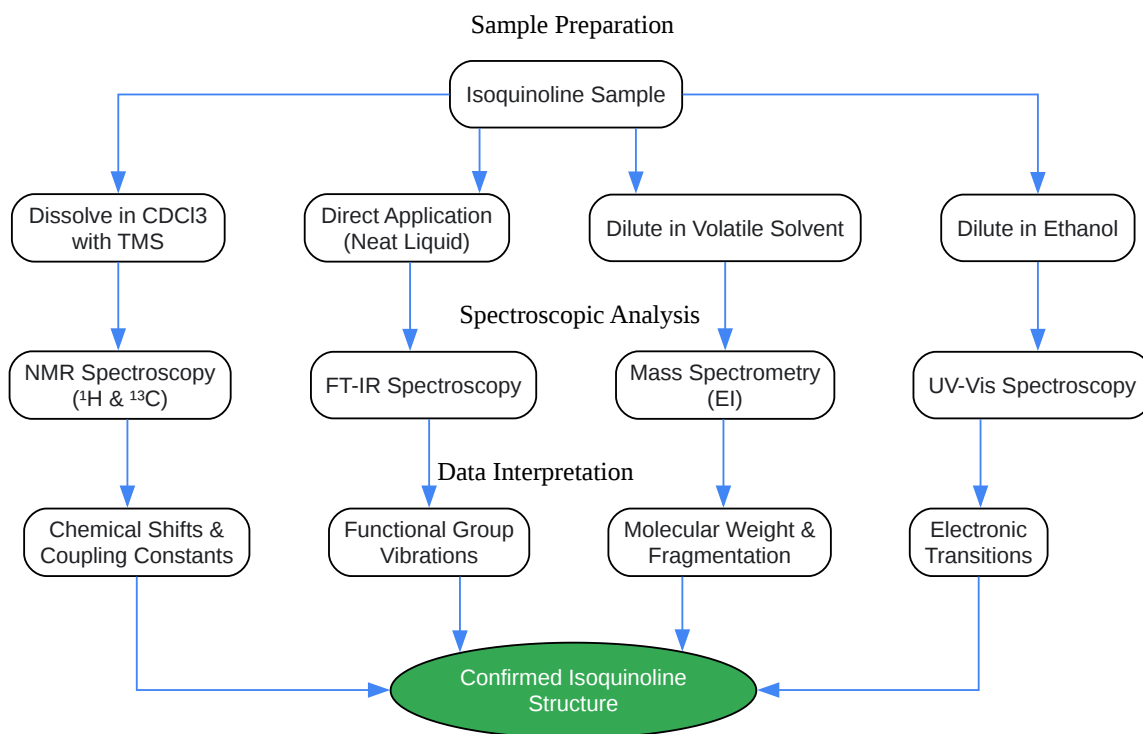 Sample Preparation
Isoquinoline Sample
Dissolve in CDCl3
with TMS
Direct Application
(Neat Liquid)
Dilute in Volatile Solvent
Dilute in Ethanol
Spectroscopic Analysis
NMR Spectroscopy
(¹H & ¹³C)
FT-IR Spectroscopy
Mass Spectrometry
(EI)
UV-Vis Spectroscopy
Data Interpretation
Chemical Shifts &
Coupling Constants
Functional Group
Vibrations
Molecular Weight &
Fragmentation
Electronic
Transitions
Confirmed Isoquinoline
Structure